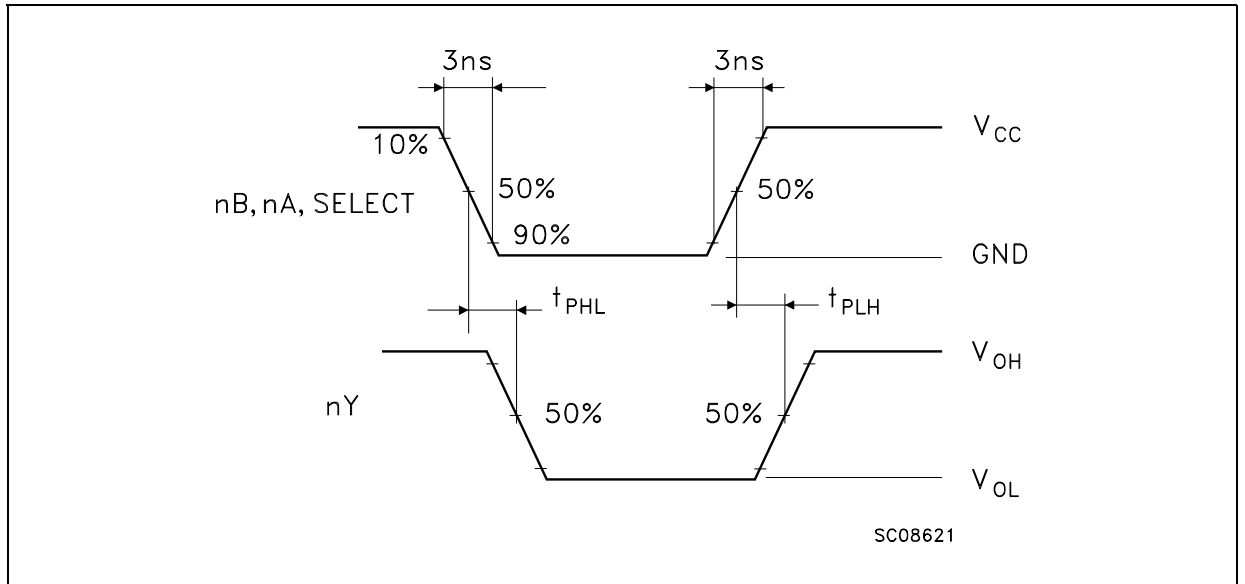 3ns 3ns
V_CC
10%
50% 50%
nB, nA, SELECT
90%
GND
t_PHL t_PLH
V_OH
nY
50% 50%
V_OL
SC08621